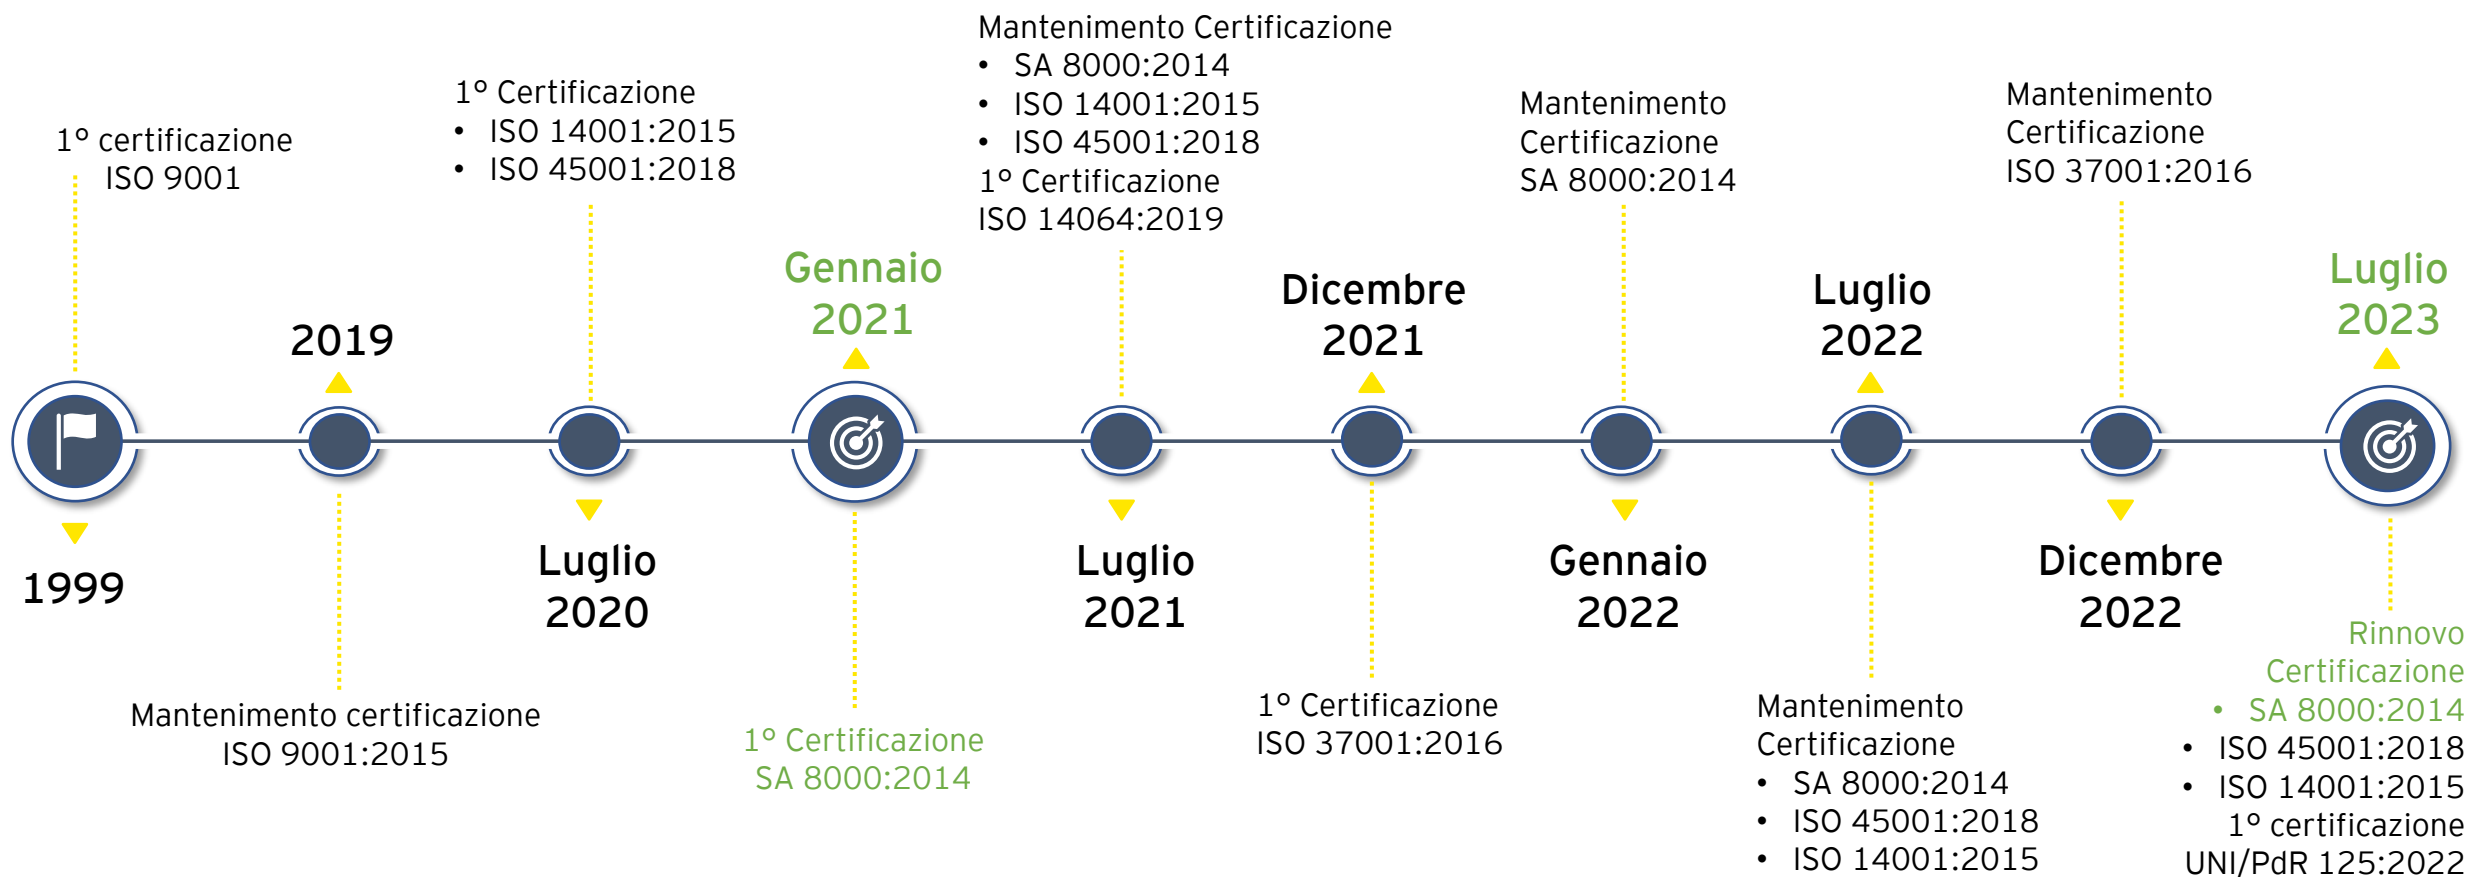 1° certificazione
ISO 9001
1999
2019
Mantenimento certificazione
ISO 9001:2015
1° Certificazione
• ISO 14001:2015
• ISO 45001:2018
Luglio
2020
Gennaio
2021
1° Certificazione
SA 8000:2014
Mantenimento Certificazione
• SA 8000:2014
• ISO 14001:2015
• ISO 45001:2018
1° Certificazione
ISO 14064:2019
Luglio
2021
Dicembre
2021
1° Certificazione
ISO 37001:2016
Mantenimento
Certificazione
SA 8000:2014
Gennaio
2022
Luglio
2022
Mantenimento
Certificazione
• SA 8000:2014
• ISO 45001:2018
• ISO 14001:2015
Mantenimento
Certificazione
ISO 37001:2016
Dicembre
2022
Luglio
2023
Rinnovo
Certificazione
• SA 8000:2014
• ISO 45001:2018
• ISO 14001:2015
1° certificazione
UNI/PdR 125:2022